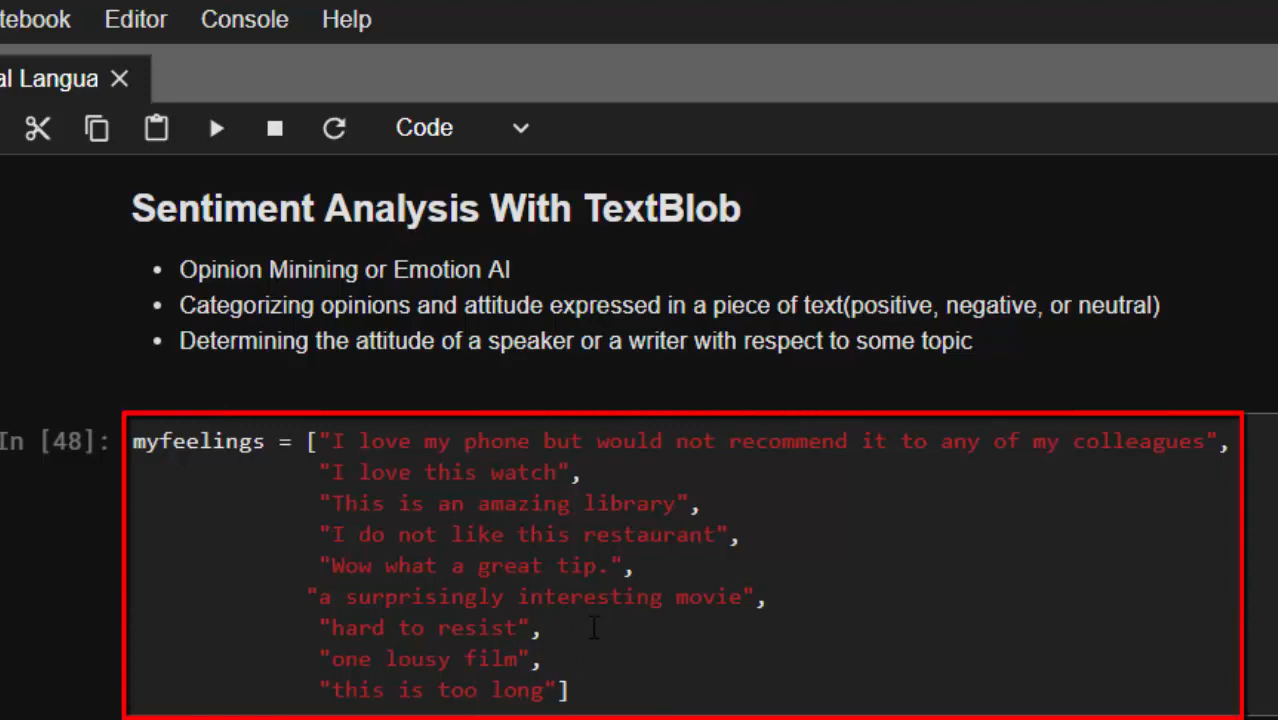 tebook Editor Console Help
al Langua
Code
Sentiment Analysis With TextBlob
• Opinion Minining or Emotion AI
• Categorizing opinions and attitude expressed in a piece of text(positive, negative, or neutral)
• Determining the attitude of a speaker or a writer with respect to some topic
In [48]: myfeelings = ["I love my phone but would not recommend it to any of my colleagues",
"I love this watch",
"This is an amazing library",
"I do not like this restaurant",
"Wow what a great tip.",
"a surprisingly interesting movie",
"hard to resist",
"one lousy film",
"this is too long"]